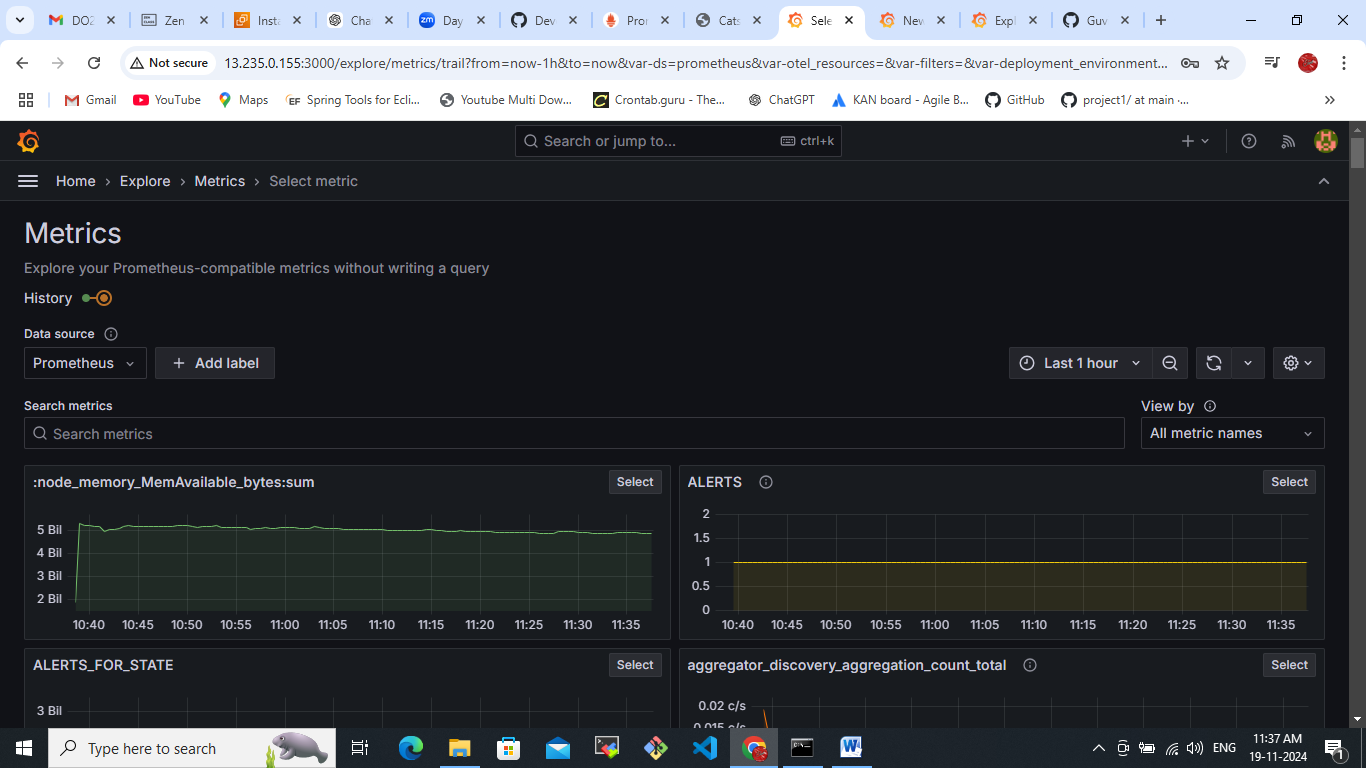 DO2
Zen
Insta
Cha
Day
Dev
Pro
Cats
Sele
New
Expl
Guv
Not secure
13.235.0.155:3000/explore/metrics/trail?from=now-1h&to=now&var-ds=prometheus&var-otel_resources=&var-filters=&var-deployment_environment...
Gmail
YouTube
Maps
Spring Tools for Ecli...
Youtube Multi Dow...
Crontab.guru - The...
ChatGPT
KAN board - Agile B...
GitHub
project1/ at main ·...
Search or jump to...
ctrl+k
Home › Explore › Metrics › Select metric
Metrics
Explore your Prometheus-compatible metrics without writing a query
History
Data source
Prometheus
+ Add label
Last 1 hour
Search metrics
View by
Search metrics
All metric names
:node_memory_MemAvailable_bytes:sum
Select
5 Bil
4 Bil
3 Bil
2 Bil
10:40 10:45 10:50 10:55 11:00 11:05 11:10 11:15 11:20 11:25 11:30 11:35
ALERTS
Select
2
1.5
1
0.5
0
10:40 10:45 10:50 10:55 11:00 11:05 11:10 11:15 11:20 11:25 11:30 11:35
ALERTS_FOR_STATE
Select
3 Bil
aggregator_discovery_aggregation_count_total
Select
0.02 c/s
0.015 c/s
Type here to search
ENG
11:37 AM
19-11-2024
1